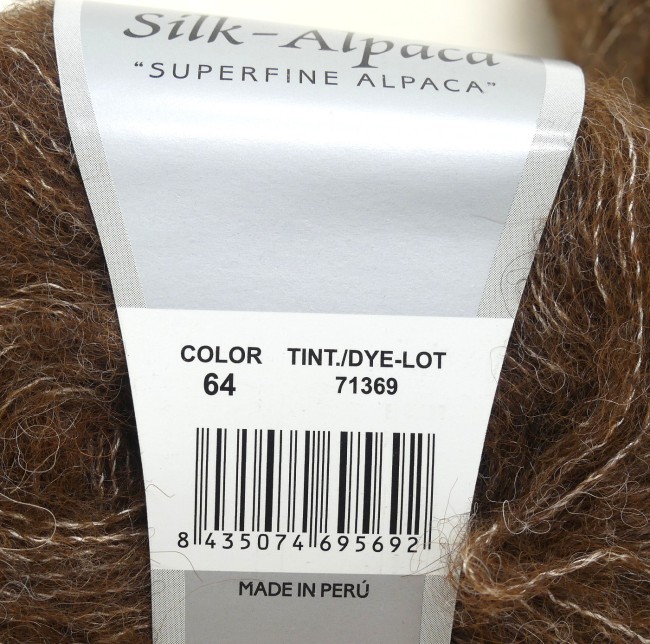 Silk-Alpaca
"SUPERFINE ALPACA"
COLOR TINT./DYE-LOT
64 71369
8 435074 695692
MADE IN PERÚ